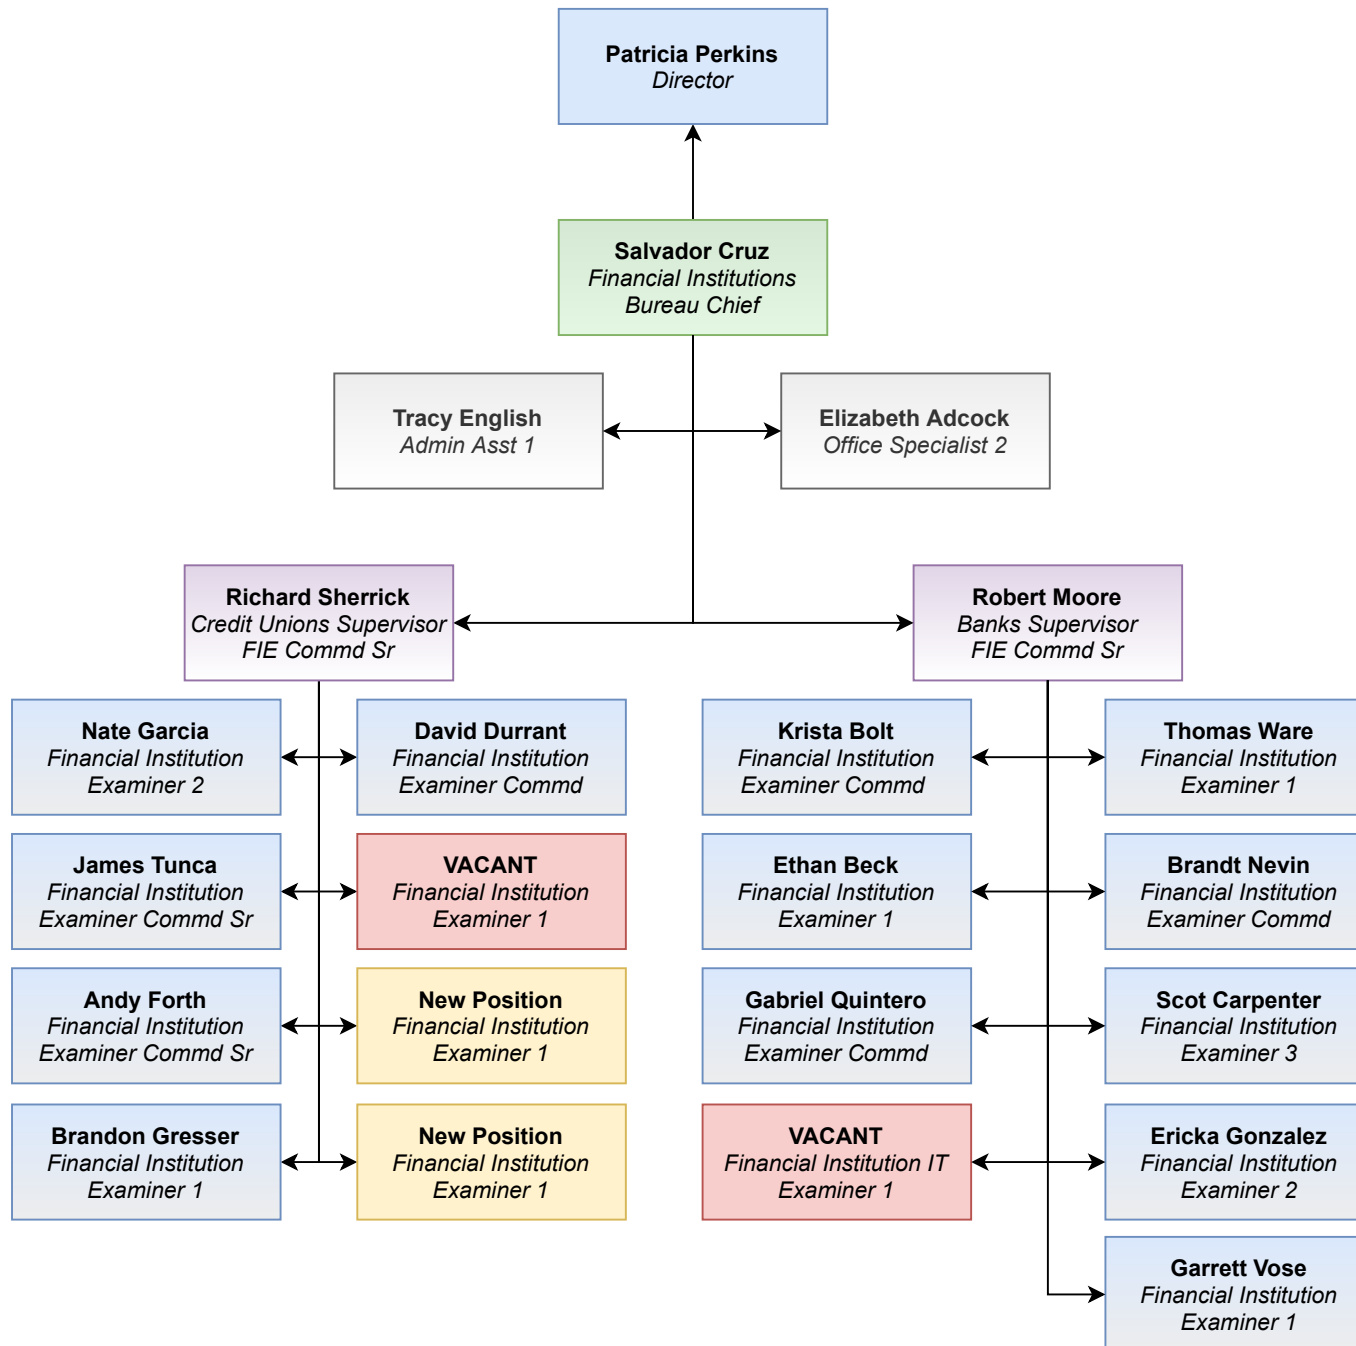 Patricia Perkins
Director
Salvador Cruz
Financial Institutions
Bureau Chief
Tracy English
Admin Asst 1
Elizabeth Adcock
Office Specialist 2
Richard Sherrick
Credit Unions Supervisor
FIE Commd Sr
Robert Moore
Banks Supervisor
FIE Commd Sr
Nate Garcia
Financial Institution
Examiner 2
David Durrant
Financial Institution
Examiner Commd
Krista Bolt
Financial Institution
Examiner Commd
Thomas Ware
Financial Institution
Examiner 1
James Tunca
Financial Institution
Examiner Commd Sr
VACANT
Financial Institution
Examiner 1
Ethan Beck
Financial Institution
Examiner 1
Brandt Nevin
Financial Institution
Examiner Commd
Andy Forth
Financial Institution
Examiner Commd Sr
New Position
Financial Institution
Examiner 1
Gabriel Quintero
Financial Institution
Examiner Commd
Scot Carpenter
Financial Institution
Examiner 3
Brandon Gresser
Financial Institution
Examiner 1
New Position
Financial Institution
Examiner 1
VACANT
Financial Institution IT
Examiner 1
Ericka Gonzalez
Financial Institution
Examiner 2
Garrett Vose
Financial Institution
Examiner 1